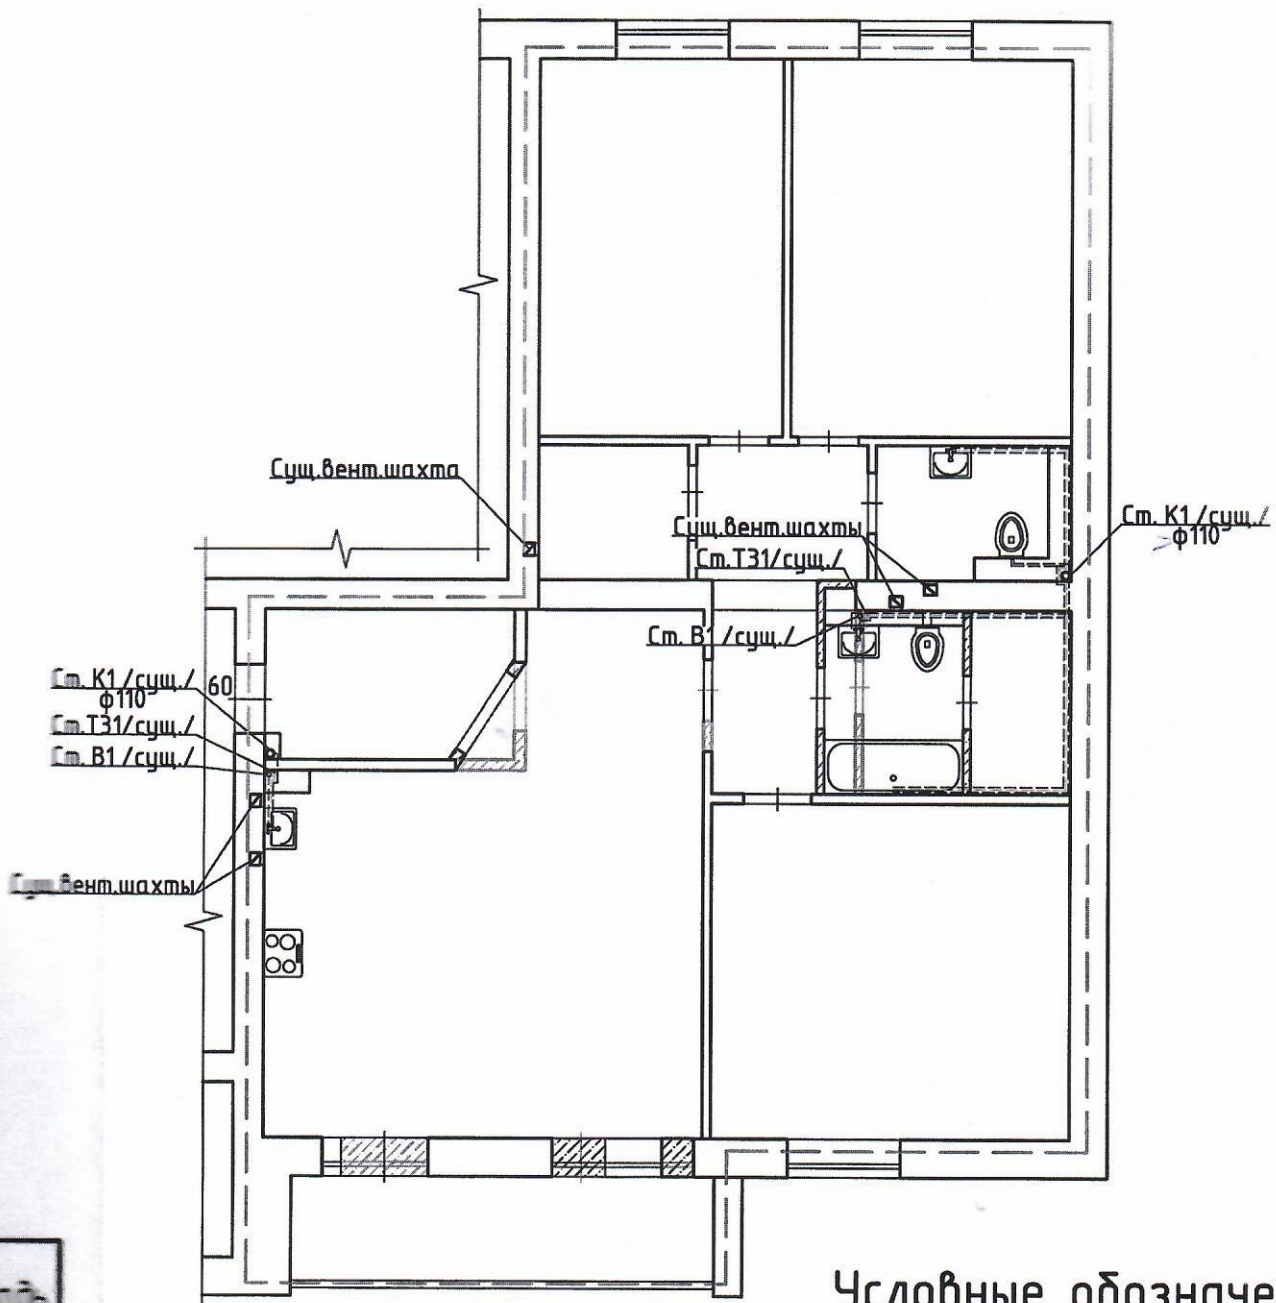 Сущ.вент.шахта
Сущ.вент.шахты
Ст.Т31/сущ./
Ст. К1/сущ./
ф110
Ст. В1/сущ./
Ст. К1/сущ./
ф110
60
Ст.Т31/сущ./
Ст. В1/сущ./
Сущ.вент.шахты
Условные обозначе